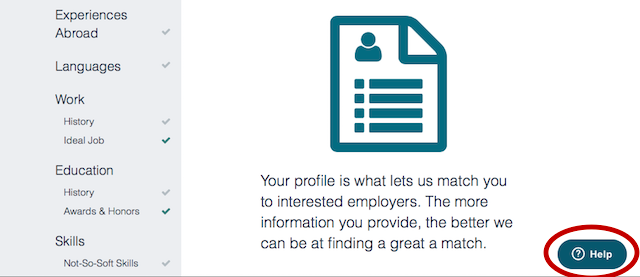 Experiences
Abroad
Languages
Work
History
Ideal Job
Education
History
Awards & Honors
Skills
Not-So-Soft Skills
Your profile is what lets us match you
to interested employers. The more
information you provide, the better we
can be at finding a great a match.
? Help